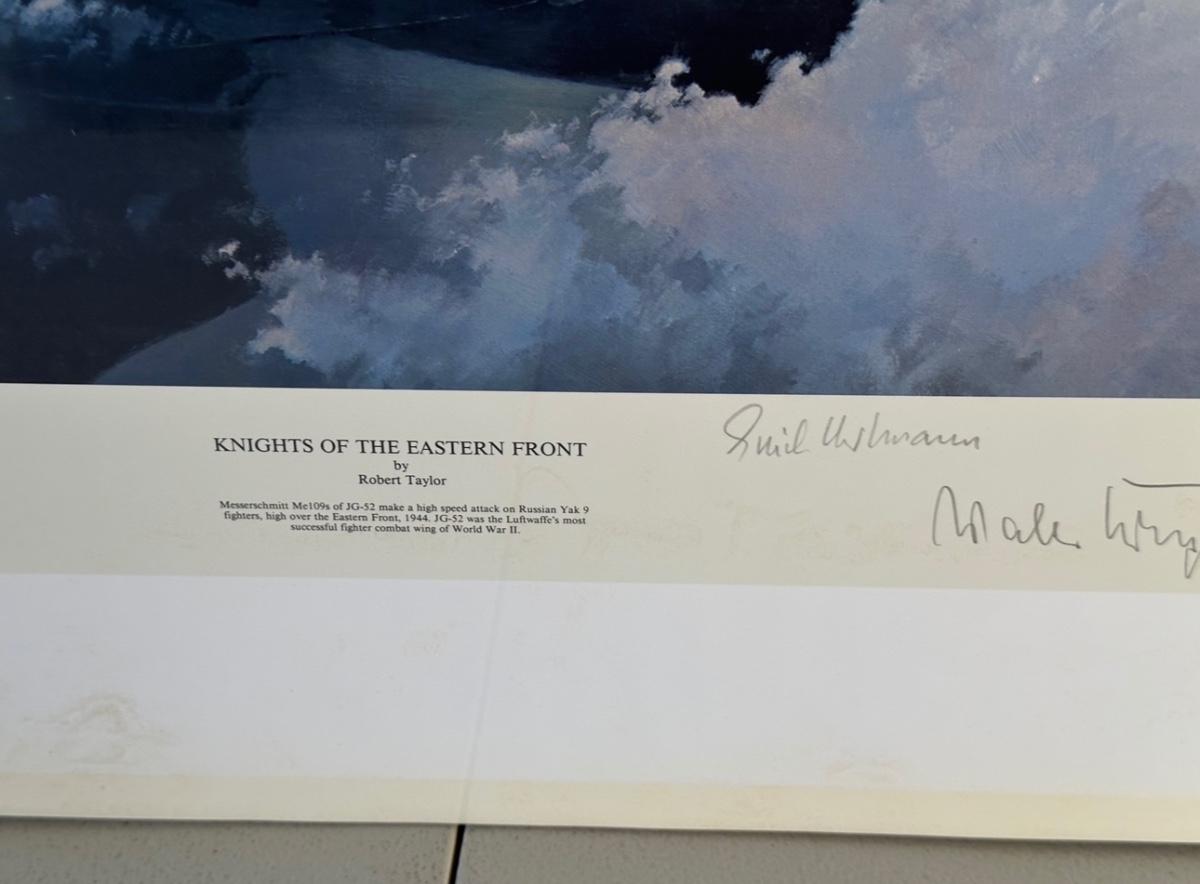 KNIGHTS OF THE EASTERN FRONT
by
Robert Taylor
Messerschmitt Me109s of JG-52 make a high speed attack on Russian Yak 9
fighters, high over the Eastern Front, 1944. JG-52 was the Luftwaffe's most
successful fighter combat wing of World War II.
Walter